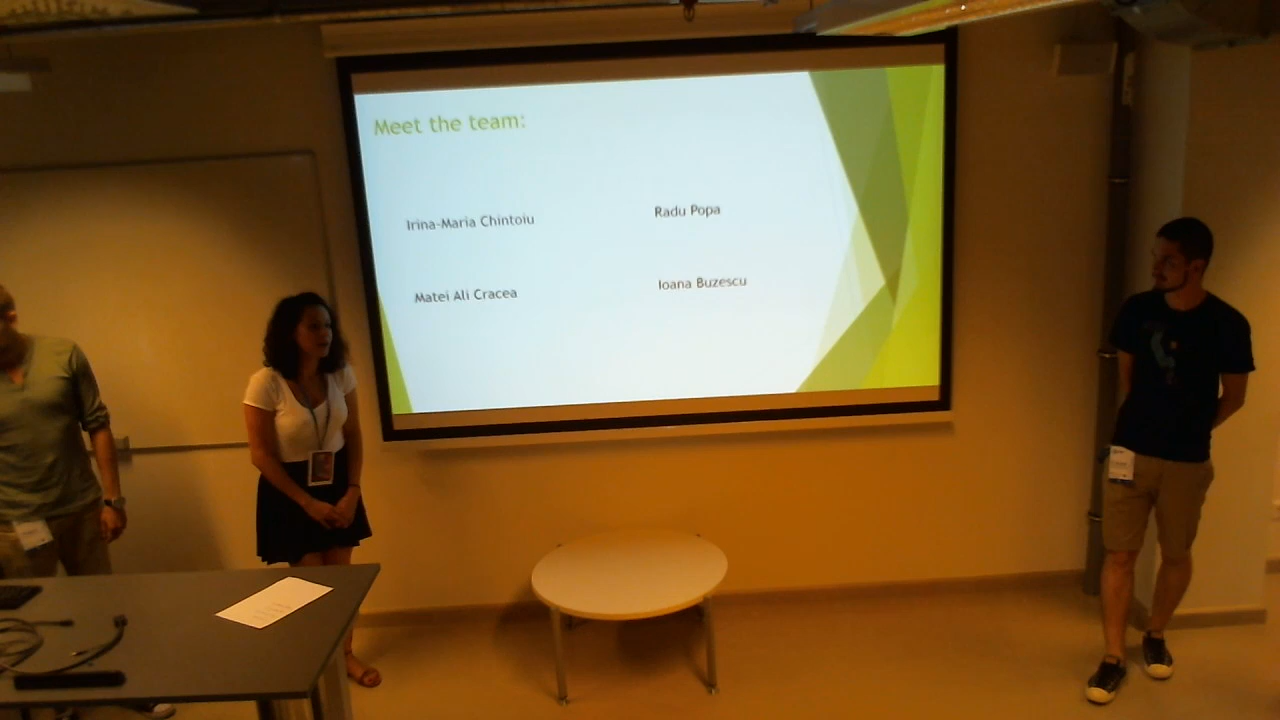 Meet the team:
Irina-Maria Chintoiu
Radu Popa
Matei Ali Cracea
Ioana Buzescu